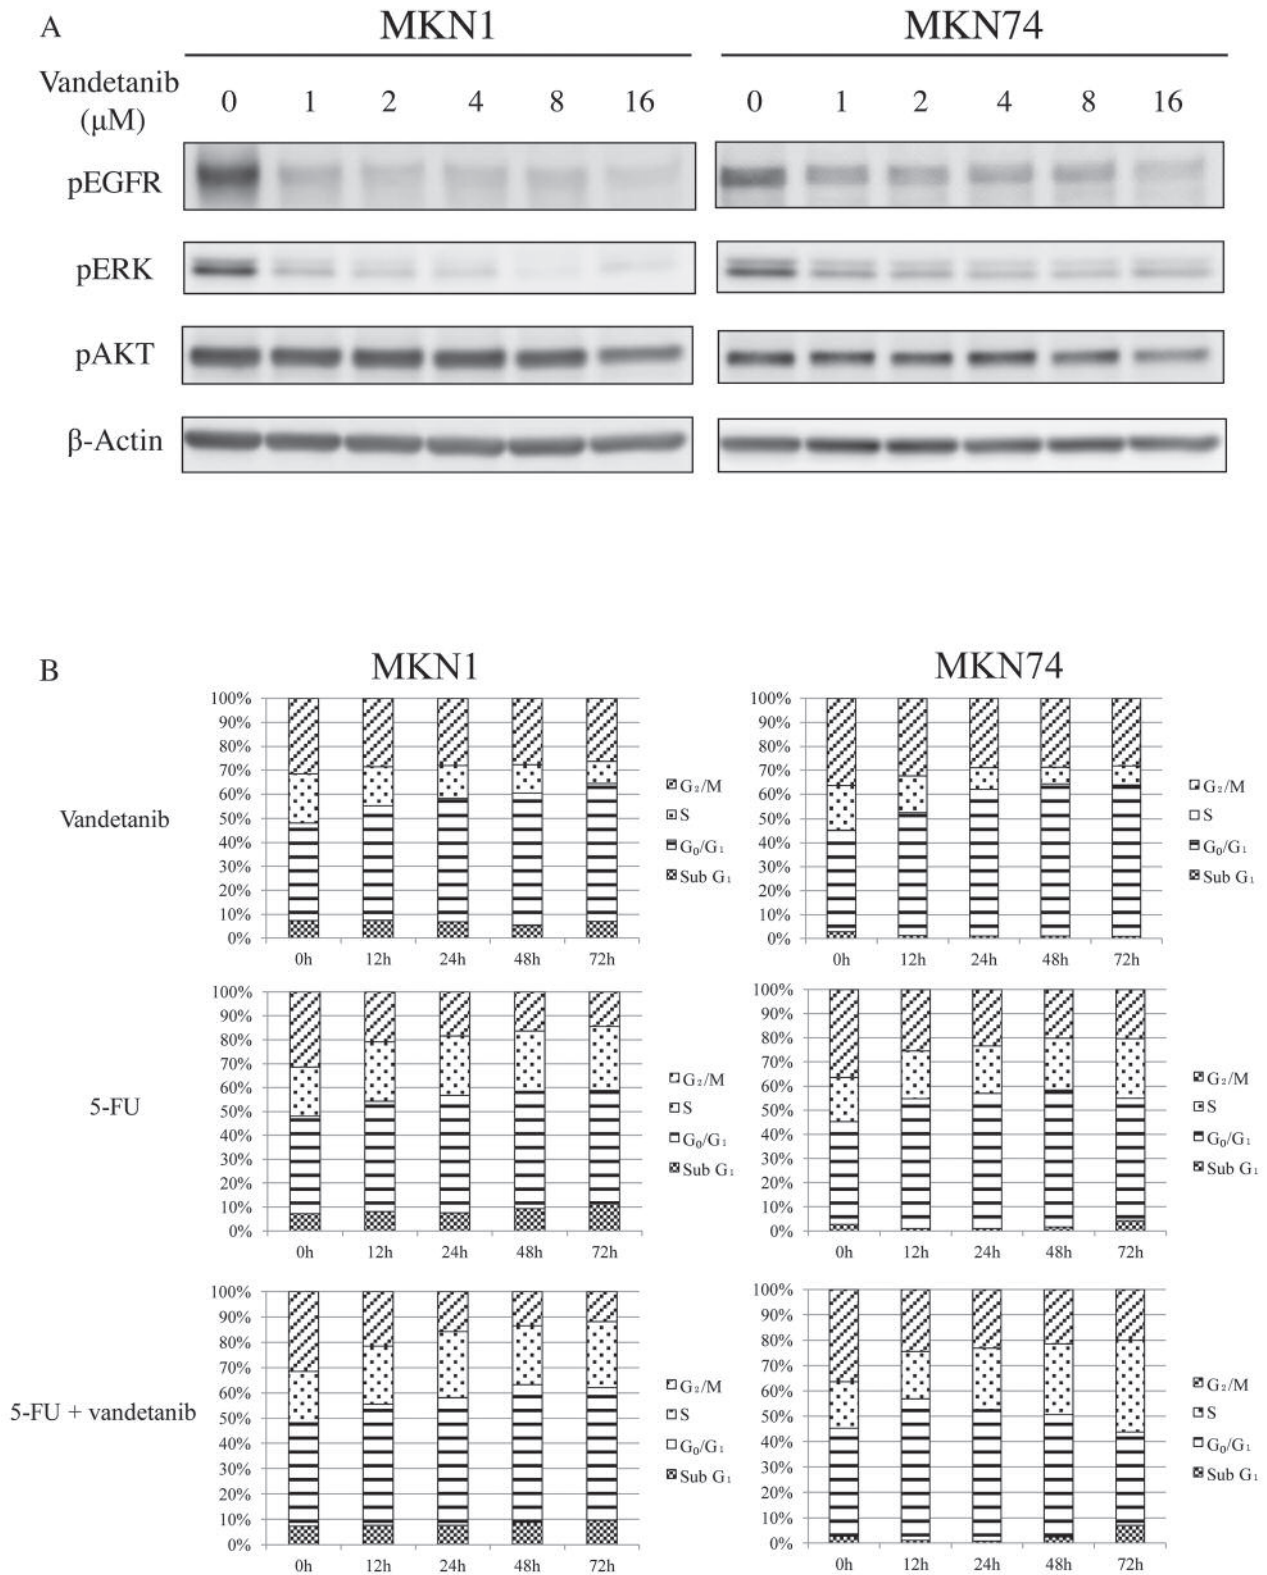 A
MKN1
MKN74
Vandetanib
(μM)
0 1 2 4 8 16
0 1 2 4 8 16
pEGFR
pERK
pAKT
β-Actin
B
MKN1
MKN74
Vandetanib
100%
90%
80%
70%
60%
50%
40%
30%
20%
10%
0%
0h 12h 24h 48h 72h
G₂/M
S
G₀/G₁
Sub G₁
100%
90%
80%
70%
60%
50%
40%
30%
20%
10%
0%
0h 12h 24h 48h 72h
G₂/M
S
G₀/G₁
Sub G₁
5-FU
100%
90%
80%
70%
60%
50%
40%
30%
20%
10%
0%
0h 12h 24h 48h 72h
G₂/M
S
G₀/G₁
Sub G₁
100%
90%
80%
70%
60%
50%
40%
30%
20%
10%
0%
0h 12h 24h 48h 72h
G₂/M
S
G₀/G₁
Sub G₁
5-FU + vandetanib
100%
90%
80%
70%
60%
50%
40%
30%
20%
10%
0%
0h 12h 24h 48h 72h
G₂/M
S
G₀/G₁
Sub G₁
100%
90%
80%
70%
60%
50%
40%
30%
20%
10%
0%
0h 12h 24h 48h 72h
G₂/M
S
G₀/G₁
Sub G₁